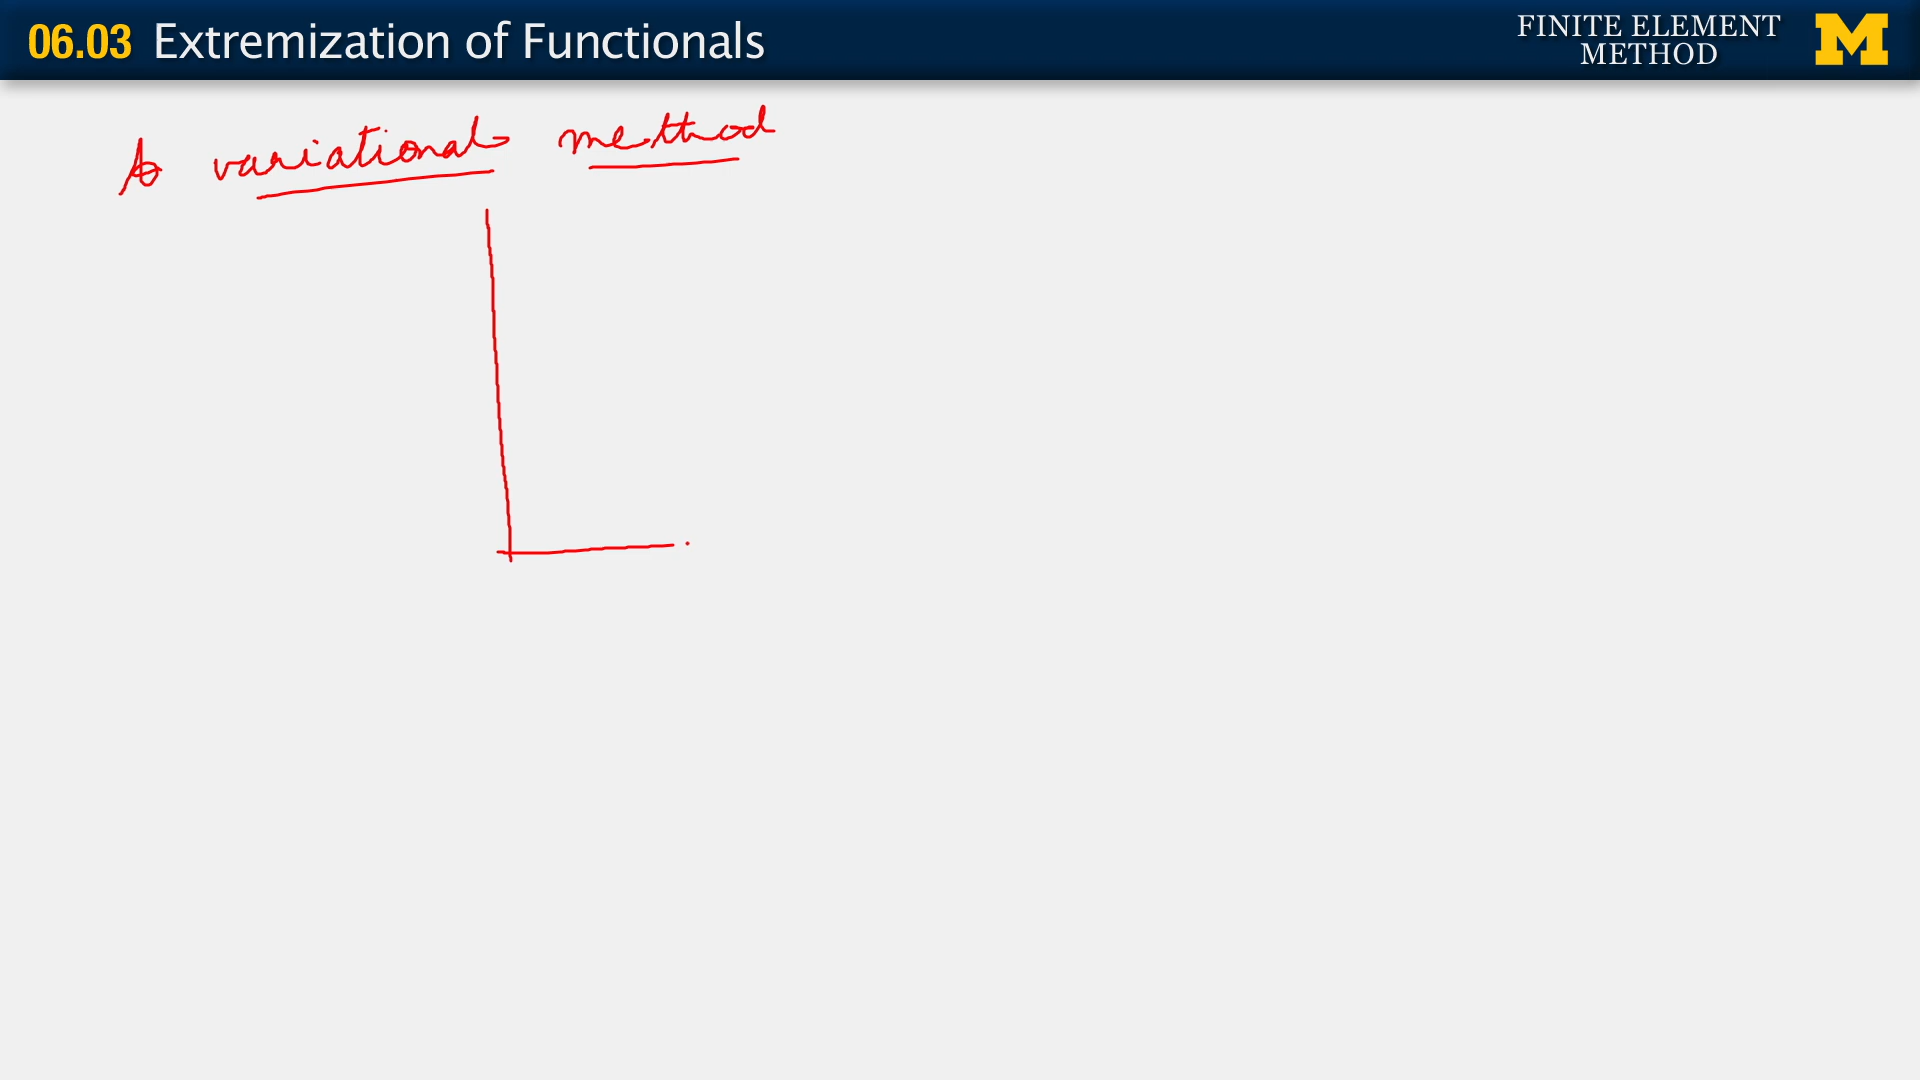 06.03 Extremization of Functionals
FINITE ELEMENT
METHOD
M
A variational method